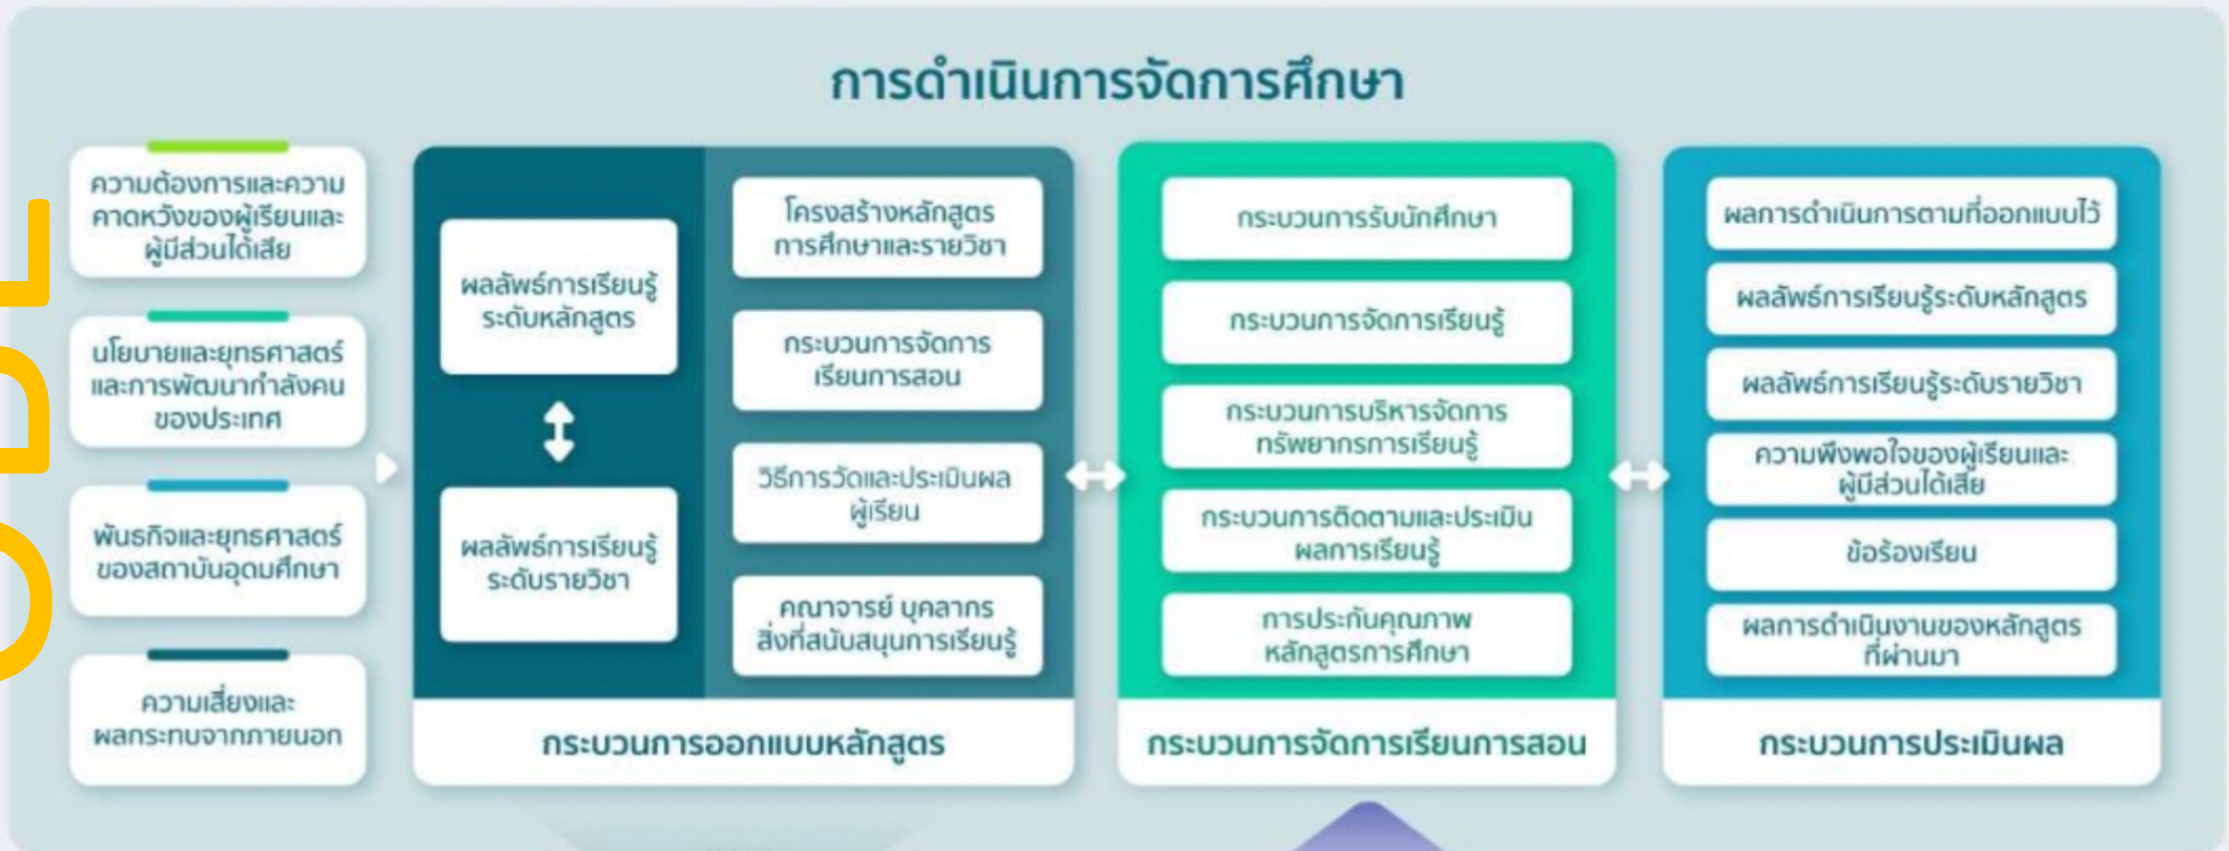 การดำเนินการจัดการศึกษา
ความต้องการและความ
คาดหวังของผู้เรียนและ
ผู้มีส่วนได้เสีย
นโยบายและยุทธศาสตร์
และการพัฒนากำลังคน
ของประเทศ
พันธกิจและยุทธศาสตร์
ของสถาบันอุดมศึกษา
ความเสี่ยงและ
ผลกระทบจากภายนอก
ผลลัพธ์การเรียนรู้
ระดับหลักสูตร
ผลลัพธ์การเรียนรู้
ระดับรายวิชา
โครงสร้างหลักสูตร
การศึกษาและรายวิชา
กระบวนการจัดการ
เรียนการสอน
วิธีการวัดและประเมินผล
ผู้เรียน
คณาจารย์ บุคลากร
สิ่งที่สนับสนุนการเรียนรู้
กระบวนการออกแบบหลักสูตร
กระบวนการรับนักศึกษา
กระบวนการจัดการเรียนรู้
กระบวนการบริหารจัดการ
ทรัพยากรการเรียนรู้
กระบวนการติดตามและประเมิน
ผลการเรียนรู้
การประกันคุณภาพ
หลักสูตรการศึกษา
กระบวนการจัดการเรียนการสอน
ผลการดำเนินการตามที่ออกแบบไว้
ผลลัพธ์การเรียนรู้ระดับหลักสูตร
ผลลัพธ์การเรียนรู้ระดับรายวิชา
ความพึงพอใจของผู้เรียนและ
ผู้มีส่วนได้เสีย
ข้อร้องเรียน
ผลการดำเนินงานของหลักสูตร
ที่ผ่านมา
กระบวนการประเมินผล